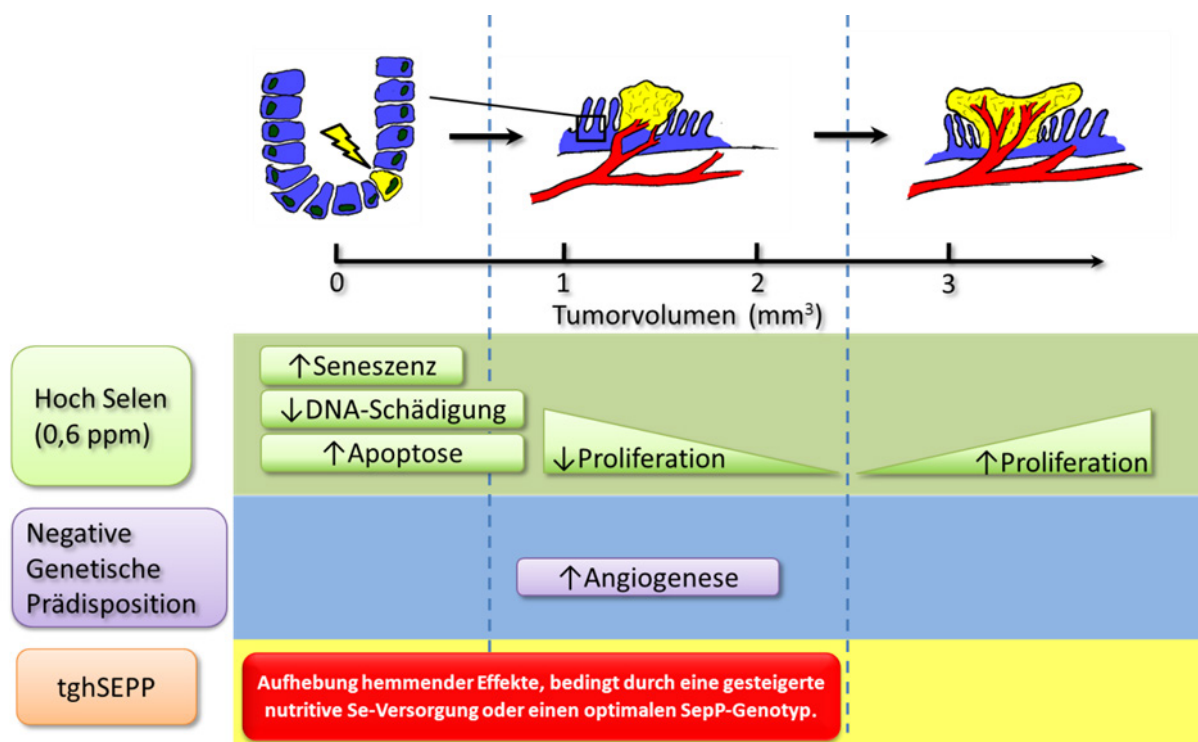 0
1
2
3
Tumorvolumen (mm³)
Hoch Selen
(0,6 ppm)
↑Seneszenz
↓DNA-Schädigung
↑Apoptose
↓Proliferation
↑Proliferation
Negative
Genetische
Prädisposition
↑Angiogenese
tghSEPP
Aufhebung hemmender Effekte, bedingt durch eine gesteigerte
nutritive Se-Versorgung oder einen optimalen SepP-Genotyp.